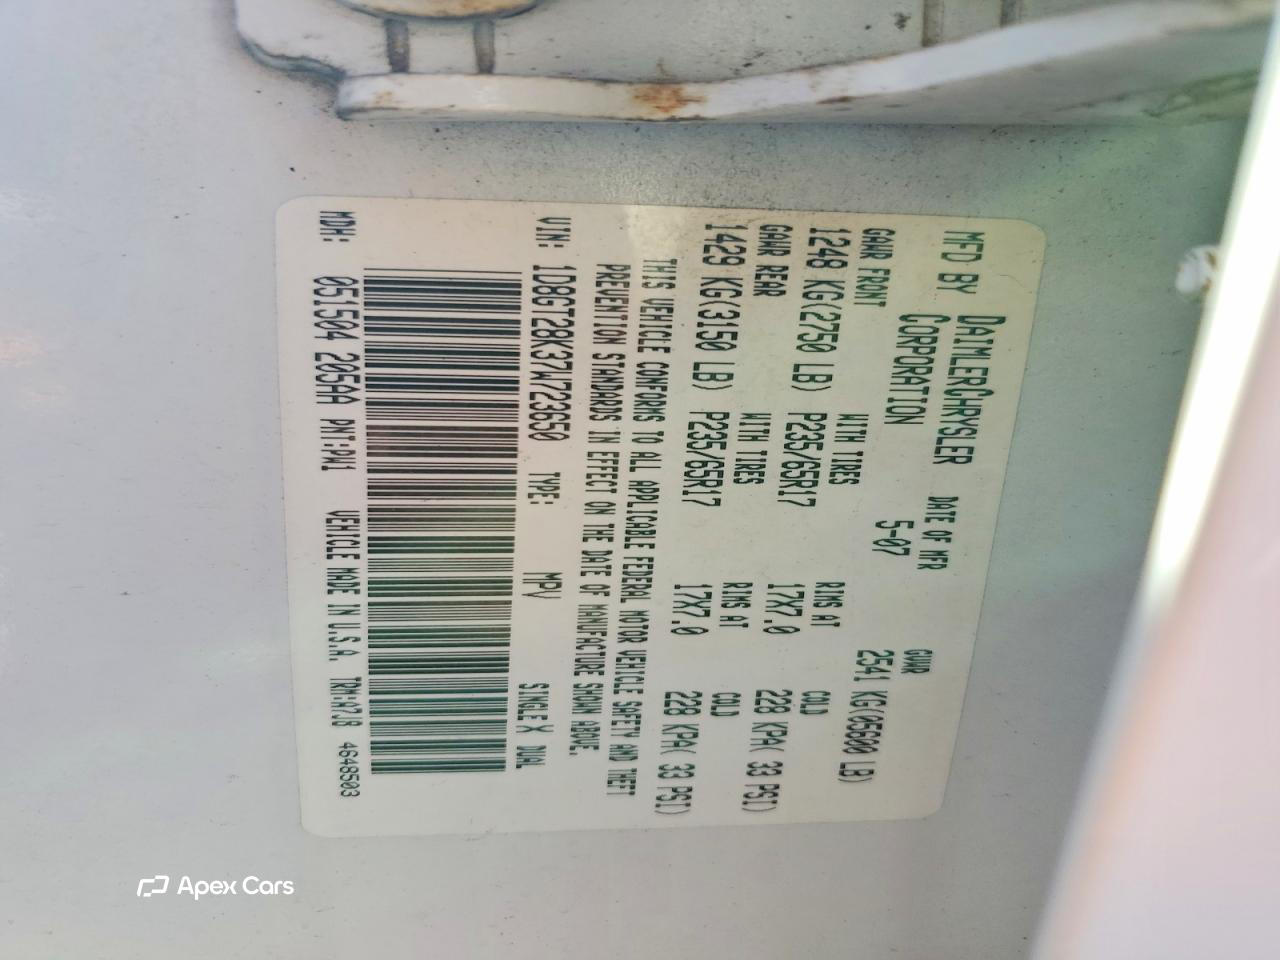 MFD BY DAIMLERCHRYSLER CORPORATION
DATE OF MFR 5-07
GVWR 2541 KG(05600 LB)
GAWR FRONT WITH TIRES RIMS AT COLD
1248 KG(2750 LB) P235/65R17 17X7.0 228 KPA( 33 PSI)
GAWR REAR WITH TIRES RIMS AT COLD
1429 KG(3150 LB) P235/65R17 17X7.0 228 KPA( 33 PSI)
THIS VEHICLE CONFORMS TO ALL APPLICABLE FEDERAL MOTOR VEHICLE SAFETY AND THEFT
PREVENTION STANDARDS IN EFFECT ON THE DATE OF MANUFACTURE SHOWN ABOVE.
VIN: 1D8GT28K37W723650 TYPE: MPV SINGLE X DUAL
MDH: 051504 205AA PNT:PW1 VEHICLE MADE IN U.S.A. TRM:A7J8 4648503
Apex Cars